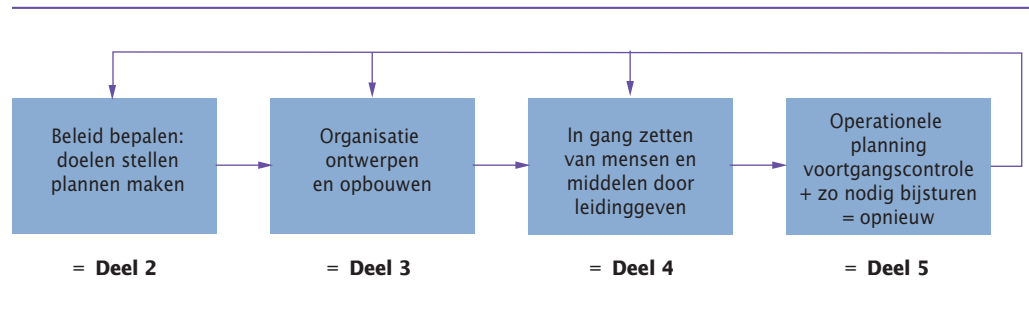 Beleid bepalen:
doelen stellen
plannen maken
Organisatie
ontwerpen
en opbouwen
In gang zetten
van mensen en
middelen door
leidinggeven
Operationele
planning
voortgangscontrole
+ zo nodig bijsturen
= opnieuw
= Deel 2
= Deel 3
= Deel 4
= Deel 5